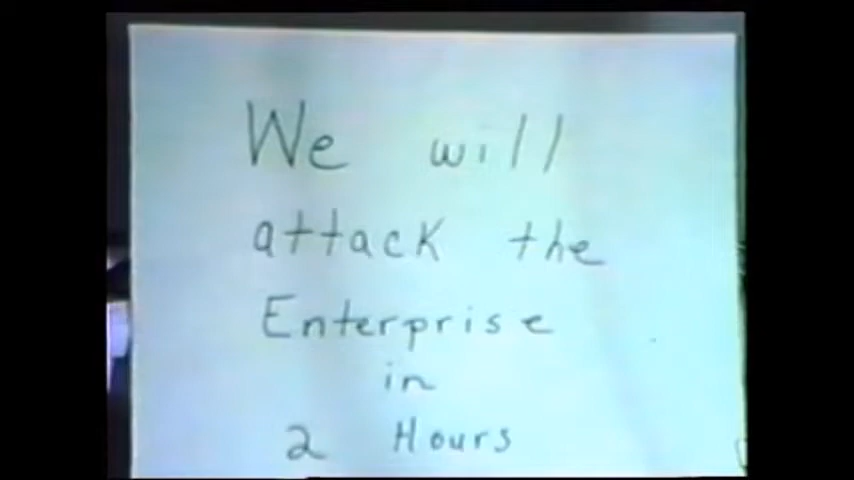 We will
attack the
Enterprise
in
2 Hours